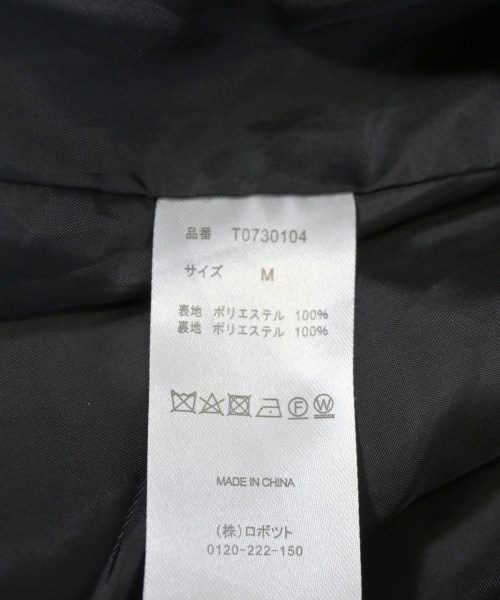 品番 T0730104
サイズ M
表地 ポリエステル 100%
裏地 ポリエステル 100%
F W
MADE IN CHINA
(株)ロボット
0120-222-150